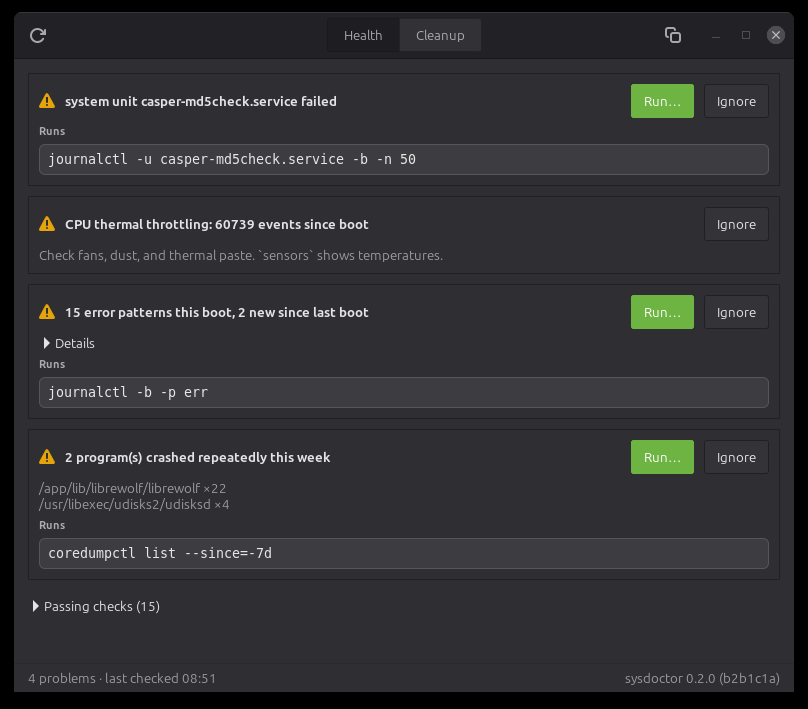 Health
Cleanup
system unit casper-md5check.service failed
Run…
Ignore
Runs
journalctl -u casper-md5check.service -b -n 50
CPU thermal throttling: 60739 events since boot
Ignore
Check fans, dust, and thermal paste. `sensors` shows temperatures.
15 error patterns this boot, 2 new since last boot
Run…
Ignore
Details
Runs
journalctl -b -p err
2 program(s) crashed repeatedly this week
Run…
Ignore
/app/lib/librewolf/librewolf ×22
/usr/libexec/udisks2/udisksd ×4
Runs
coredumpctl list --since=-7d
Passing checks (15)
4 problems · last checked 08:51
sysdoctor 0.2.0 (b2b1c1a)